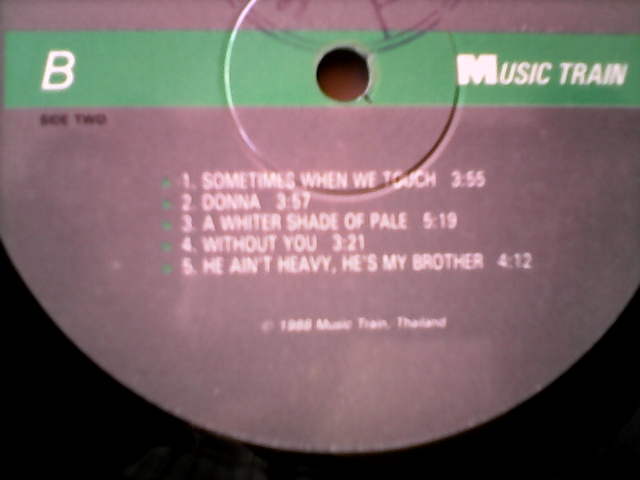 B
MUSIC TRAIN
SIDE TWO
1. SOMETIMES WHEN WE TOUCH 3:55
2. DONNA 3:57
3. A WHITER SHADE OF PALE 5:19
4. WITHOUT YOU 3:21
5. HE AIN'T HEAVY, HE'S MY BROTHER 4:12
© 1988 Music Train, Thailand